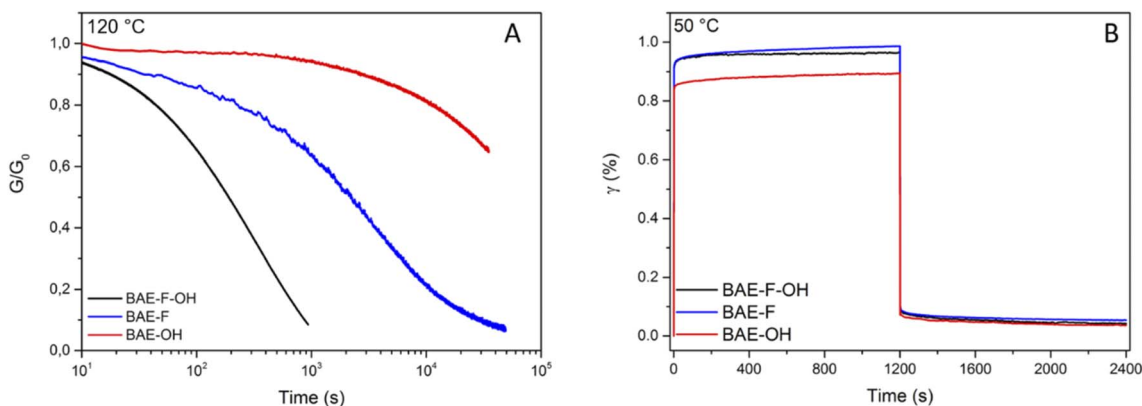 120 °C
A
1,0
0,8
0,6
0,4
0,2
0,0
G/G₀
BAE-F-OH
BAE-F
BAE-OH
10¹ 10² 10³ 10⁴ 10⁵
Time (s)
50 °C
B
1.0
0.8
0.6
0.4
0.2
0.0
γ (%)
BAE-F-OH
BAE-F
BAE-OH
0 400 800 1200 1600 2000 2400
Time (s)